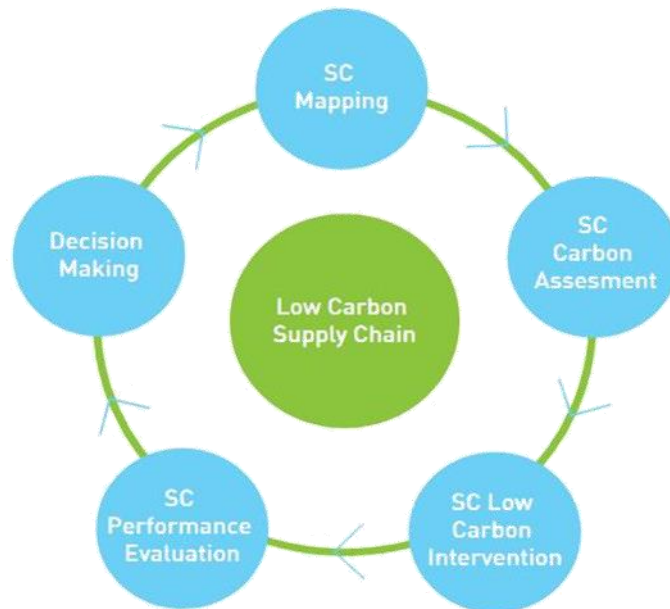 SC
Mapping
SC
Carbon
Assesment
SC Low
Carbon
Intervention
SC
Performance
Evaluation
Decision
Making
Low Carbon
Supply Chain